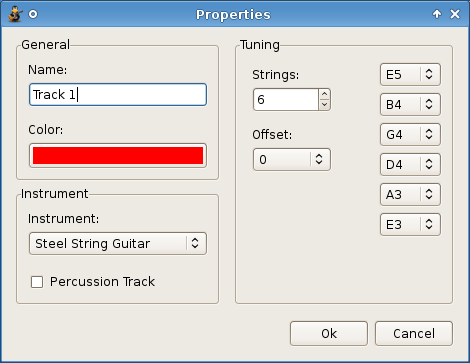 Properties
General
Name:
Track 1
Color:
Instrument
Instrument:
Steel String Guitar
Percussion Track
Tuning
Strings:
6
Offset:
0
E5
B4
G4
D4
A3
E3
Ok
Cancel